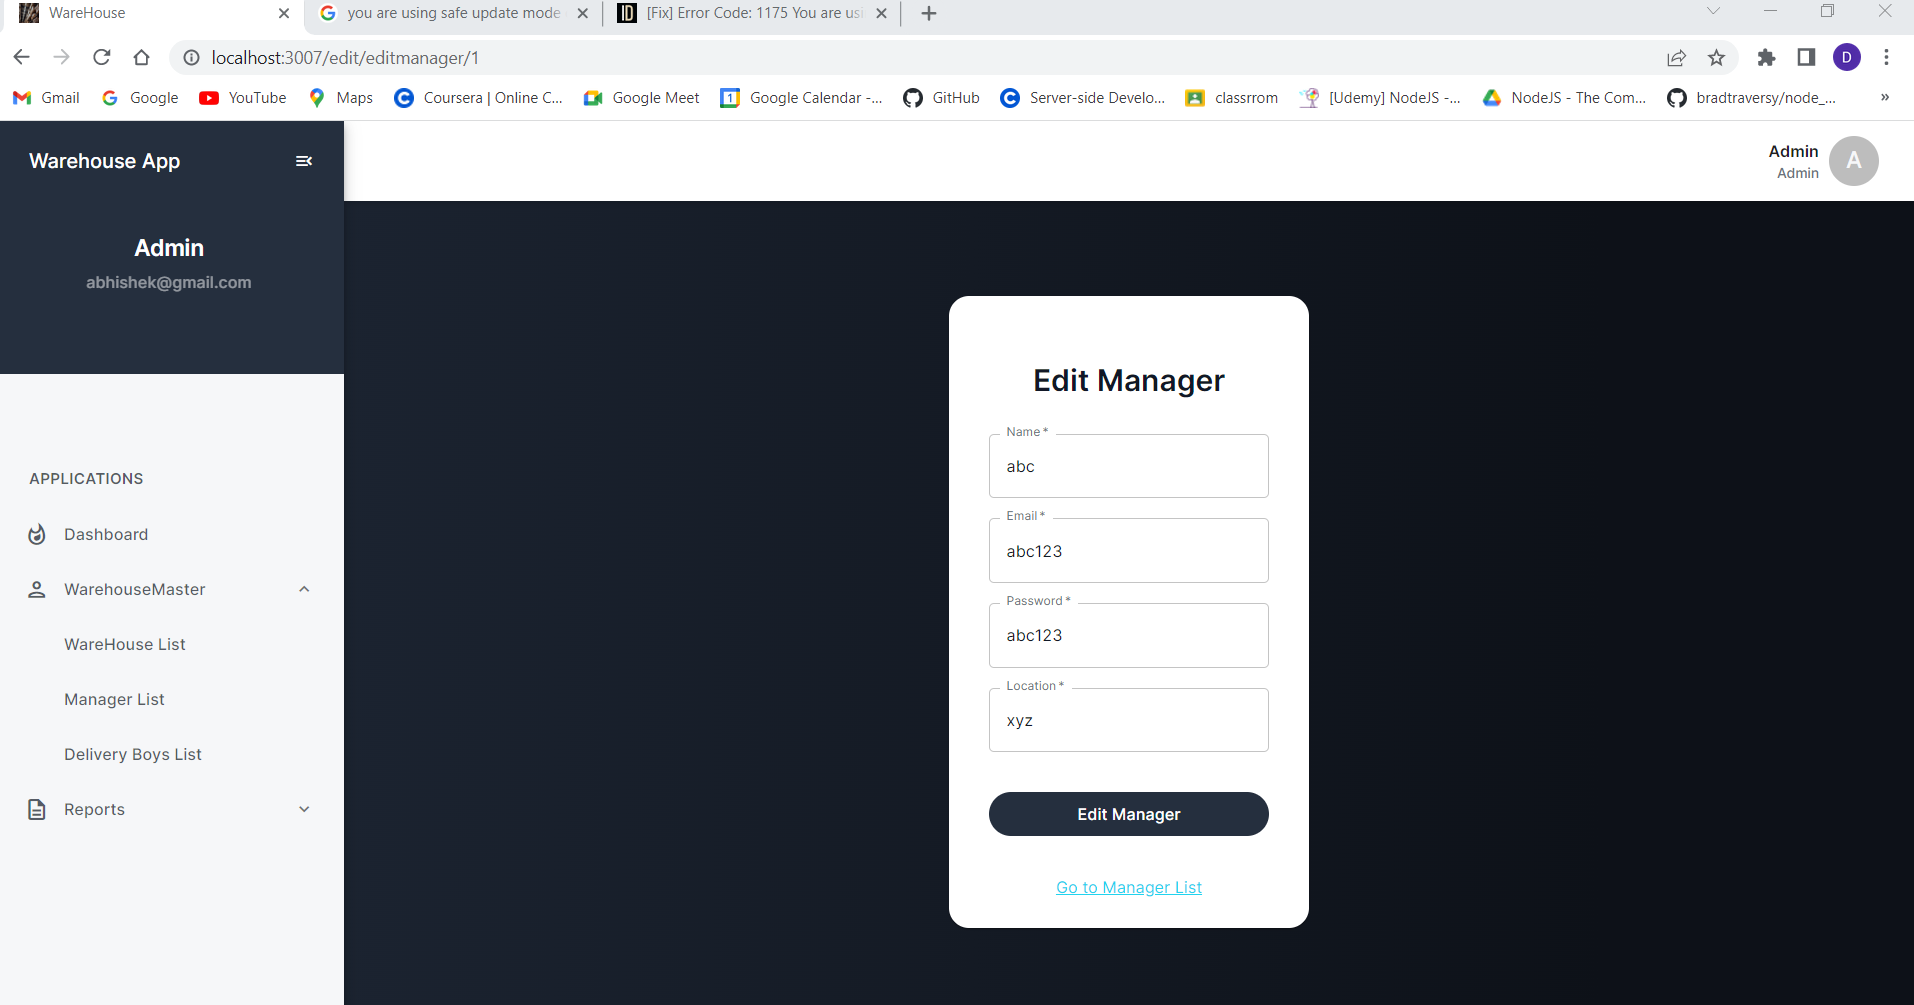 WareHouse
you are using safe update mode
[Fix] Error Code: 1175 You are usi
localhost:3007/edit/editmanager/1
D
Gmail
Google
YouTube
Maps
Coursera | Online C...
Google Meet
1
Google Calendar -...
GitHub
Server-side Develo...
classrrom
[Udemy] NodeJS -...
NodeJS - The Com...
bradtraversy/node_...
»
Warehouse App
Admin
Admin
A
Admin
abhishek@gmail.com
APPLICATIONS
Dashboard
WarehouseMaster
WareHouse List
Manager List
Delivery Boys List
Reports
Edit Manager
Name *
abc
Email *
abc123
Password *
abc123
Location *
xyz
Edit Manager
Go to Manager List